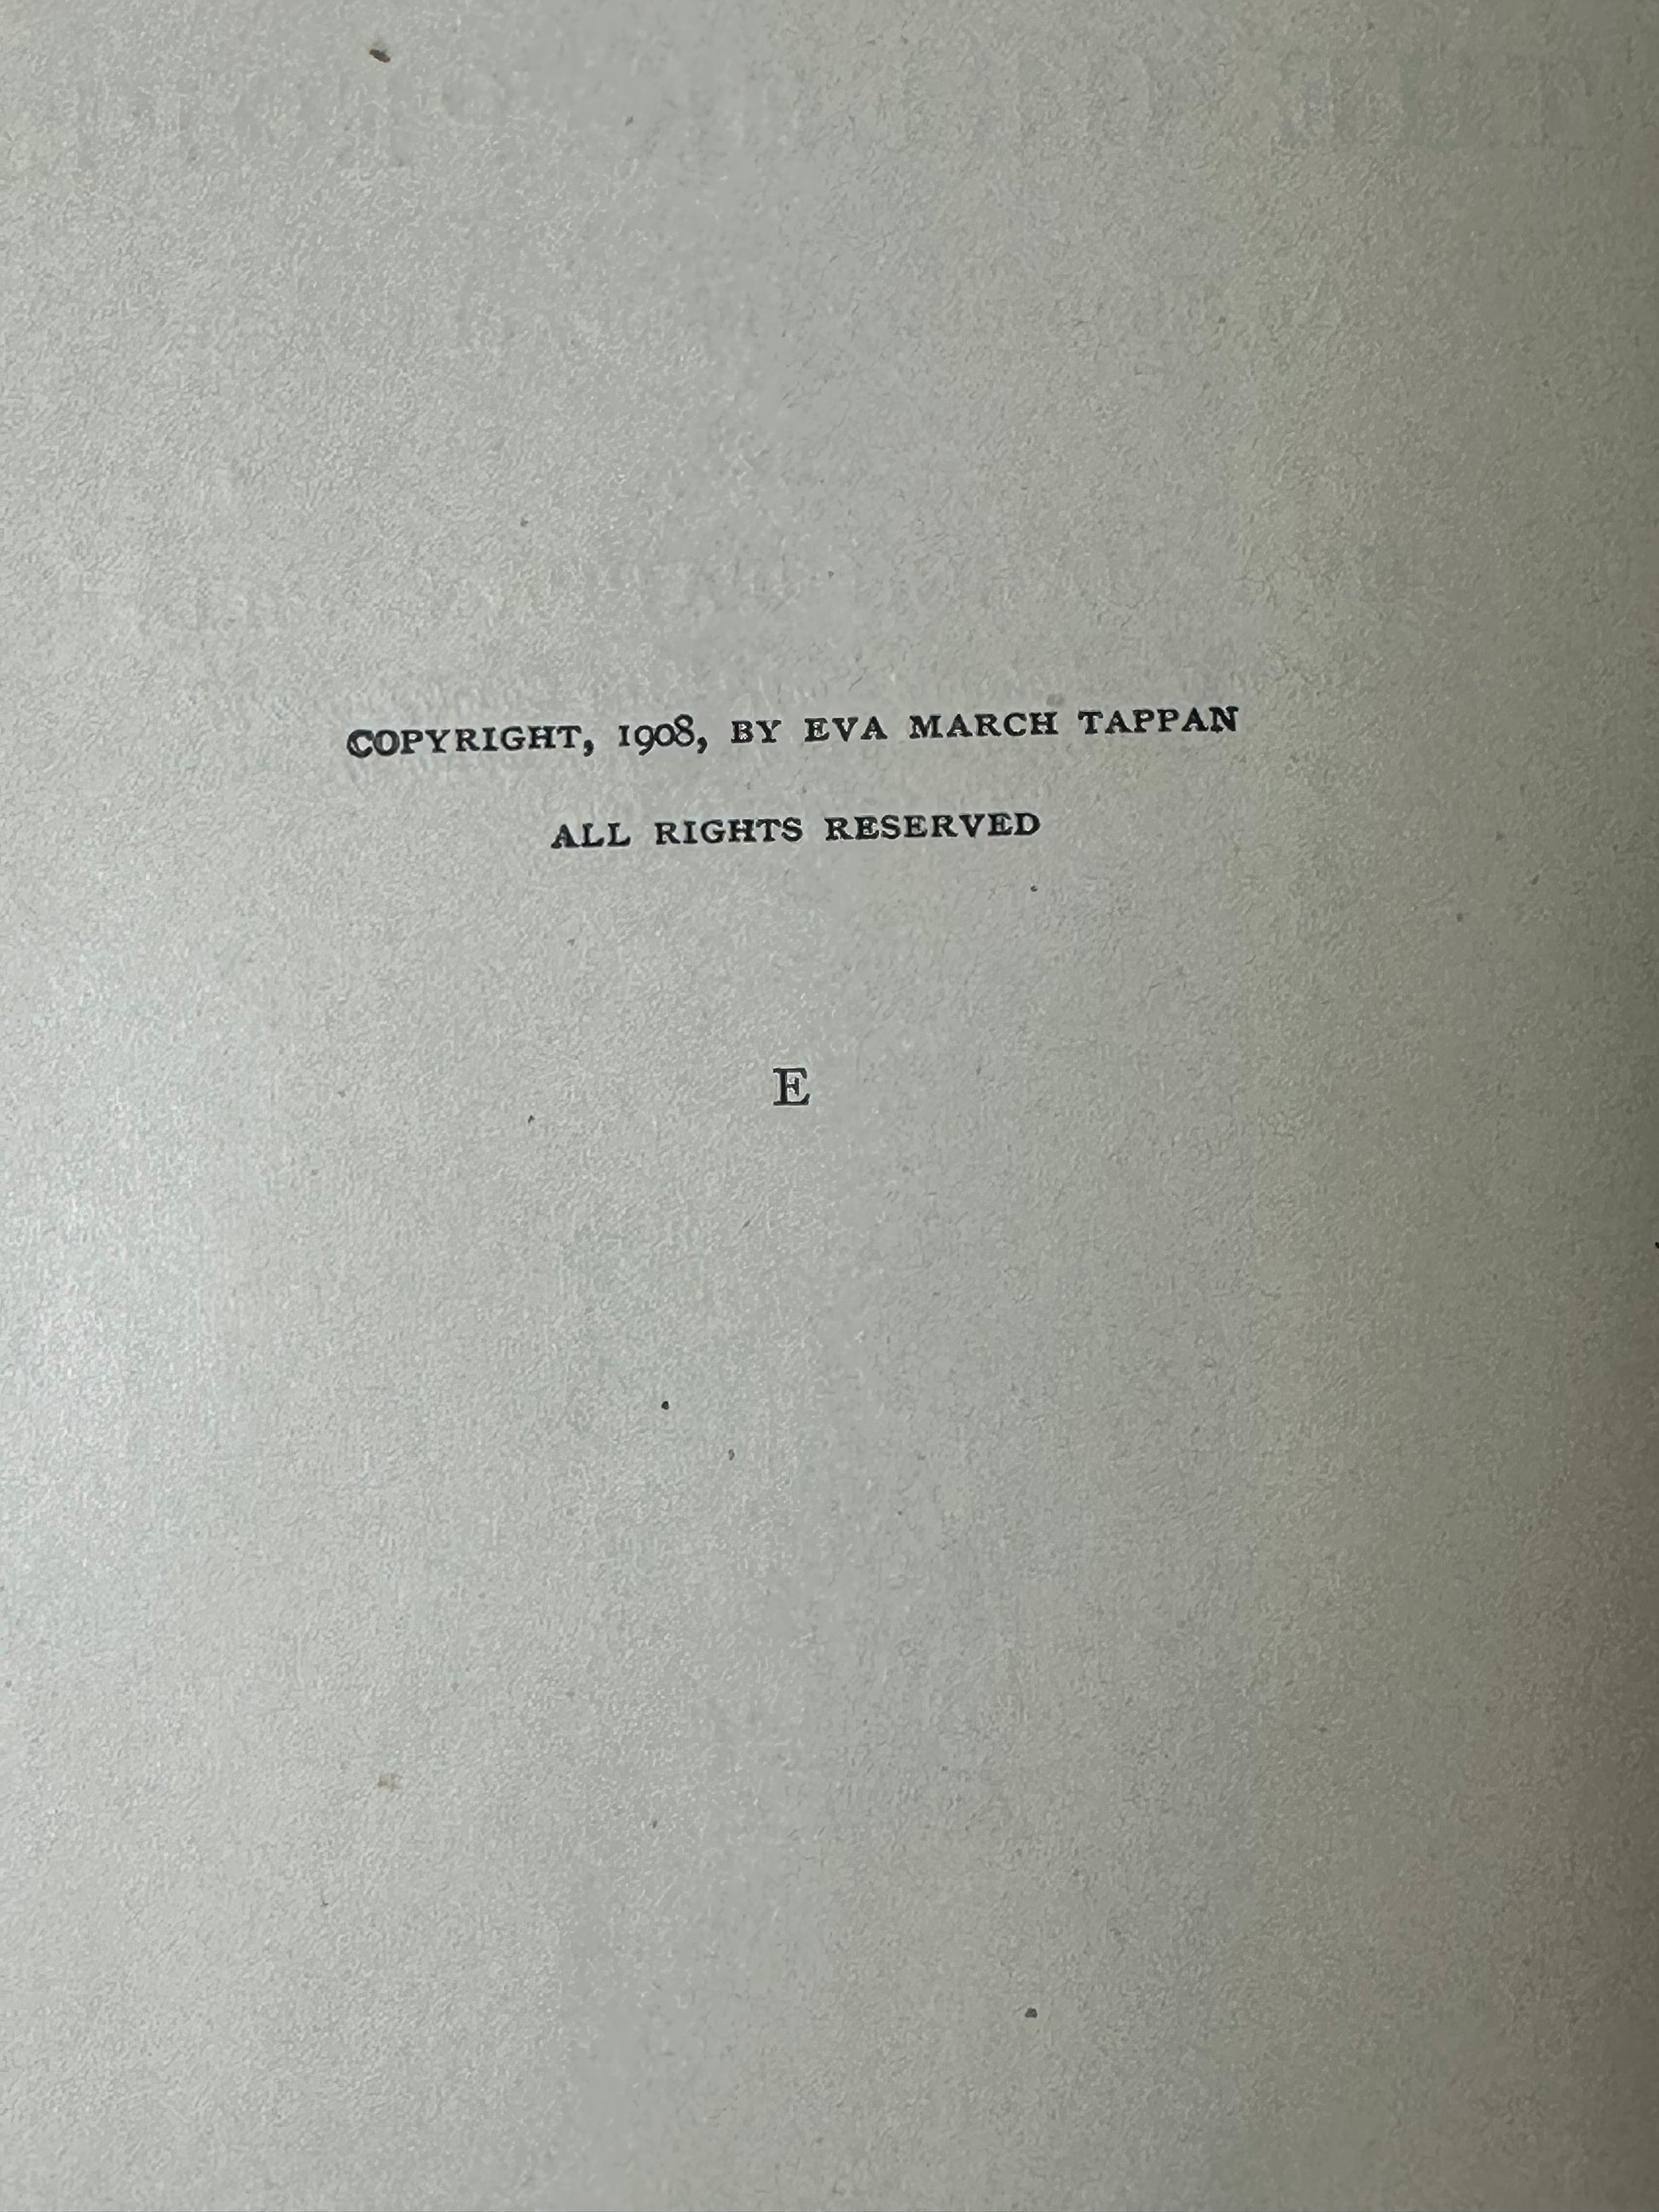 COPYRIGHT, 1908, BY EVA MARCH TAPPAN
ALL RIGHTS RESERVED
E